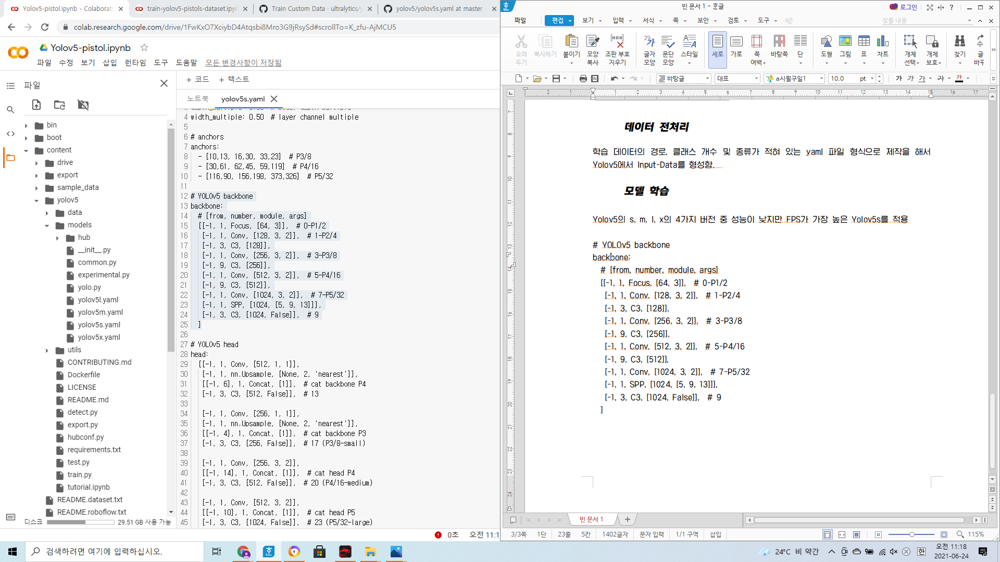 Yolov5-pistol.ipynb - Colaborat
train-yolov5-pistols-dataset.ipyn
Train Custom Data · ultralytics/y
yolov5/yolov5s.yaml at master ·
colab.research.google.com/drive/1FwKxO7XciybD4Atqsbi8Mro3G9jRsySd#scrollTo=K_zfu-AjMCU5
Yolov5-pistol.ipynb
파일 수정 보기 삽입 런타임 도구 도움말 모든 변경사항이 저장됨
파일
+ 코드 + 텍스트
노트북 yolov5s.yaml
bin
boot
content
drive
export
sample_data
yolov5
data
models
hub
__init__.py
common.py
experimental.py
yolo.py
yolov5l.yaml
yolov5m.yaml
yolov5s.yaml
yolov5x.yaml
utils
CONTRIBUTING.md
Dockerfile
LICENSE
README.md
detect.py
export.py
hubconf.py
requirements.txt
test.py
train.py
tutorial.ipynb
README.dataset.txt
README.roboflow.txt
디스크 29.51 GB 사용 가능
4 width_multiple: 0.50 # layer channel multiple
5
6 # anchors
7 anchors:
8 - [10,13, 16,30, 33,23] # P3/8
9 - [30,61, 62,45, 59,119] # P4/16
10 - [116,90, 156,198, 373,326] # P5/32
11
12 # YOLOv5 backbone
13 backbone:
14 # [from, number, module, args]
15 [[-1, 1, Focus, [64, 3]], # 0-P1/2
16 [-1, 1, Conv, [128, 3, 2]], # 1-P2/4
17 [-1, 3, C3, [128]],
18 [-1, 1, Conv, [256, 3, 2]], # 3-P3/8
19 [-1, 9, C3, [256]],
20 [-1, 1, Conv, [512, 3, 2]], # 5-P4/16
21 [-1, 9, C3, [512]],
22 [-1, 1, Conv, [1024, 3, 2]], # 7-P5/32
23 [-1, 1, SPP, [1024, [5, 9, 13]]],
24 [-1, 3, C3, [1024, False]], # 9
25 ]
26
27 # YOLOv5 head
28 head:
29 [[-1, 1, Conv, [512, 1, 1]],
30 [-1, 1, nn.Upsample, [None, 2, 'nearest']],
31 [[-1, 6], 1, Concat, [1]], # cat backbone P4
32 [-1, 3, C3, [512, False]], # 13
33
34 [-1, 1, Conv, [256, 1, 1]],
35 [-1, 1, nn.Upsample, [None, 2, 'nearest']],
36 [[-1, 4], 1, Concat, [1]], # cat backbone P3
37 [-1, 3, C3, [256, False]], # 17 (P3/8-small)
38
39 [-1, 1, Conv, [256, 3, 2]],
40 [[-1, 14], 1, Concat, [1]], # cat head P4
41 [-1, 3, C3, [512, False]], # 20 (P4/16-medium)
42
43 [-1, 1, Conv, [512, 3, 2]],
44 [[-1, 10], 1, Concat, [1]], # cat head P5
45 [-1, 3, C3, [1024, False]], # 23 (P5/32-large)
0초 오전 11:1
빈 문서 1 - 한글
로그인
파일 편집 보기 입력 서식 쪽 보안 검토 도구 찾을 내용
오려 두기 복사하기 붙이기 모양 복사 조판 부호 지우기 글자 모양 문단 모양 스타일 세로 가로 쪽 여백 바탕쪽 단 도형 그림 표 차트 개체 선택 개체 보호 찾기 글 바꾸
바탕글 대표 a시월구일1 10.0 pt 가 가 가 가 가
데이터 전처리
학습 데이터의 경로, 클래스 개수 및 종류가 적혀 있는 yaml 파일 형식으로 제작을 해서
Yolov5에서 Input-Data를 형성함.
모델 학습
Yolov5의 s, m, l, x의 4가지 버전 중 성능이 낮지만 FPS가 가장 높은 Yolov5s를 적용
# YOLOv5 backbone
backbone:
# [from, number, module, args]
[[-1, 1, Focus, [64, 3]], # 0-P1/2
[-1, 1, Conv, [128, 3, 2]], # 1-P2/4
[-1, 3, C3, [128]],
[-1, 1, Conv, [256, 3, 2]], # 3-P3/8
[-1, 9, C3, [256]],
[-1, 1, Conv, [512, 3, 2]], # 5-P4/16
[-1, 9, C3, [512]],
[-1, 1, Conv, [1024, 3, 2]], # 7-P5/32
[-1, 1, SPP, [1024, [5, 9, 13]]],
[-1, 3, C3, [1024, False]], # 9
]
빈 문서 1
3/3쪽 1단 23줄 5칸 1402글자 문자 입력 1/1 구역 삽입 115%
검색하려면 여기에 입력하십시오.
24°C 비 약간
한
오전 11:18
2021-06-24